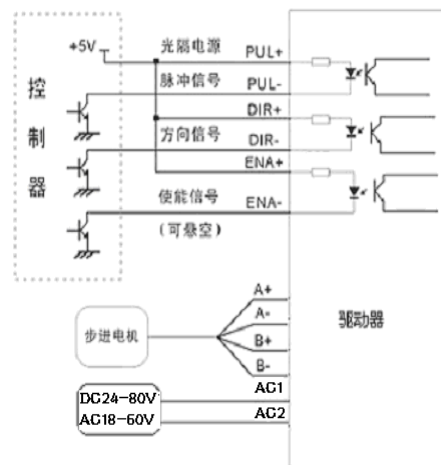 +5V
光隔电源
PUL+
脉冲信号
PUL-
DIR+
方向信号
DIR-
ENA+
使能信号
ENA-
(可悬空)
控制器
A+
A-
B+
B-
步进电机
驱动器
AC1
DC24-80V
AC2
AC18-60V